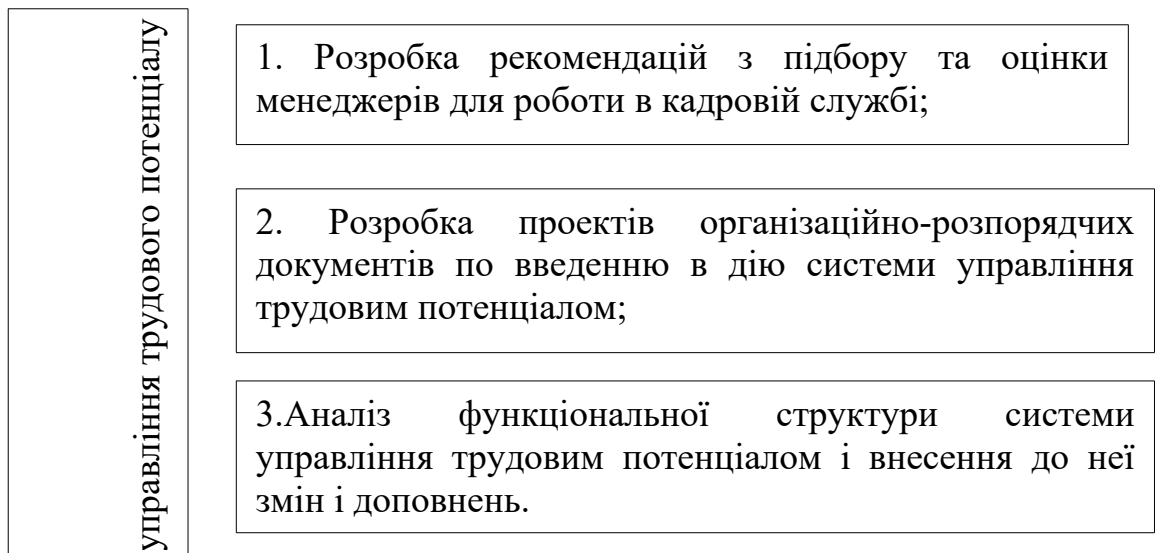 управління трудового потенціалу
1. Розробка рекомендацій з підбору та оцінки
менеджерів для роботи в кадровій службі;
2. Розробка проектів організаційно-розпорядчих
документів по введенню в дію системи управління
трудовим потенціалом;
3.Аналіз функціональної структури системи
управління трудовим потенціалом і внесення до неї
змін і доповнень.